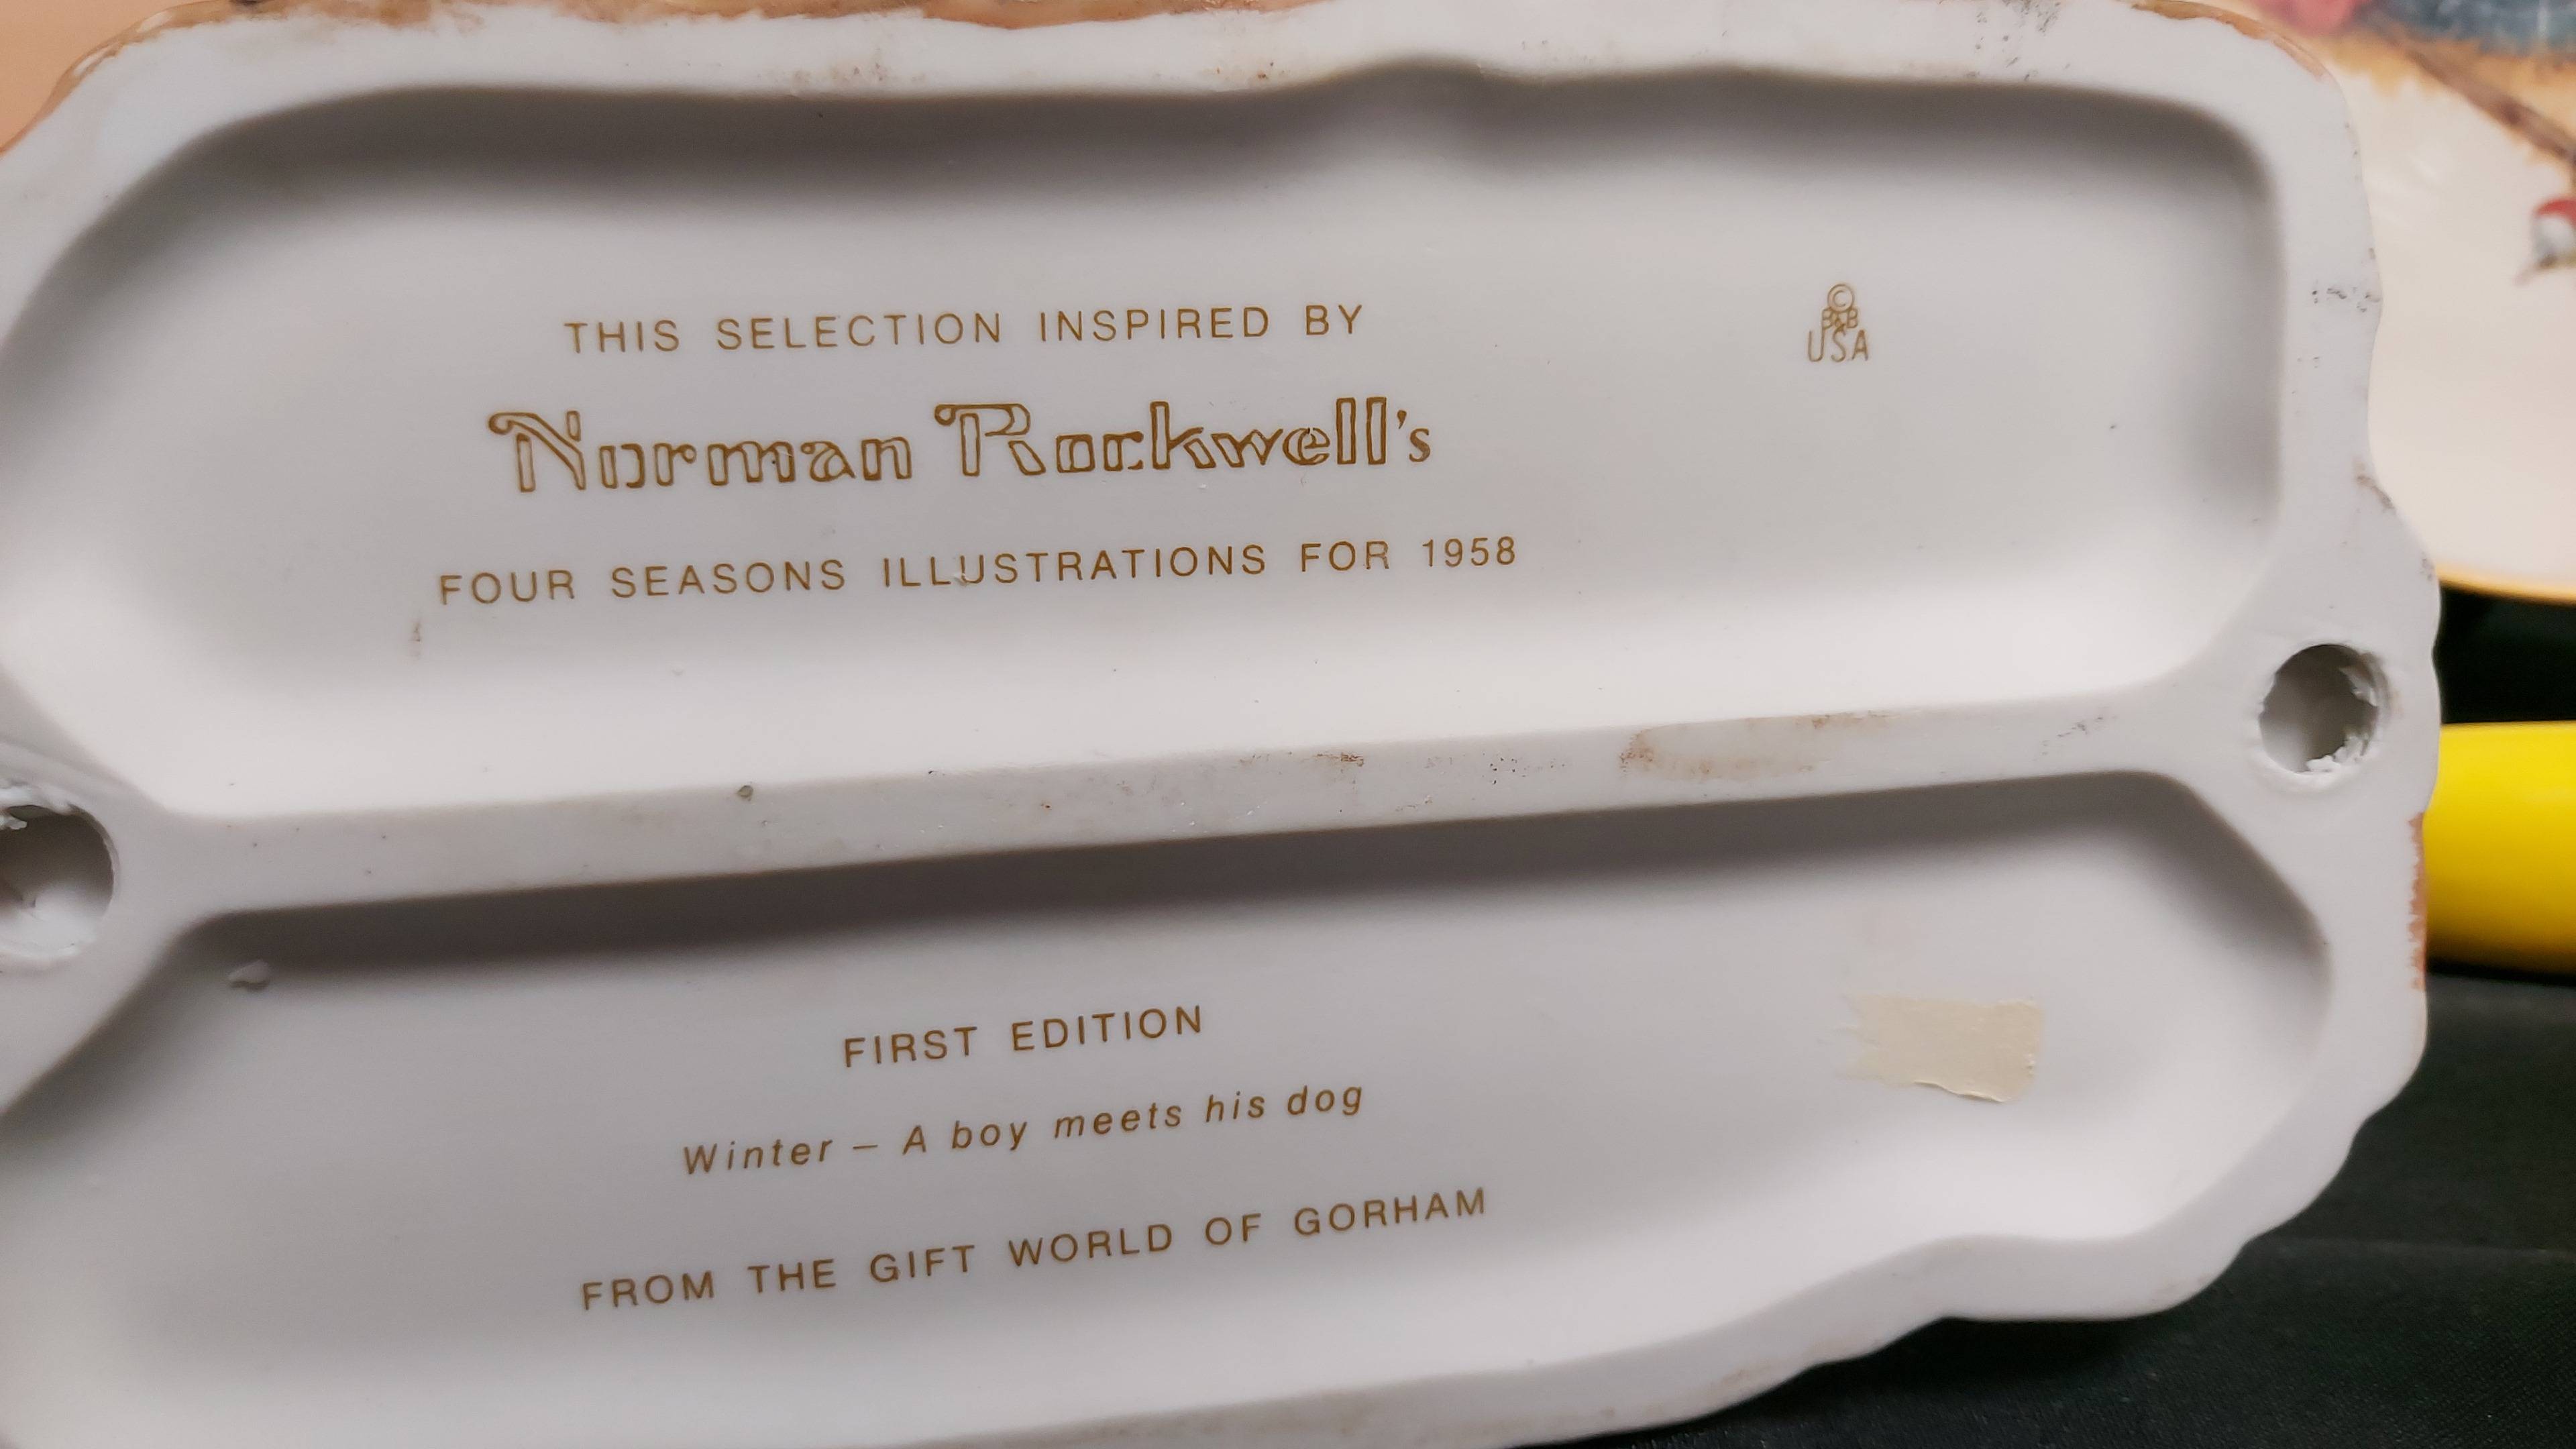 THIS SELECTION INSPIRED BY
Norman Rockwell's
FOUR SEASONS ILLUSTRATIONS FOR 1958
©
B&B
USA
FIRST EDITION
Winter – A boy meets his dog
FROM THE GIFT WORLD OF GORHAM